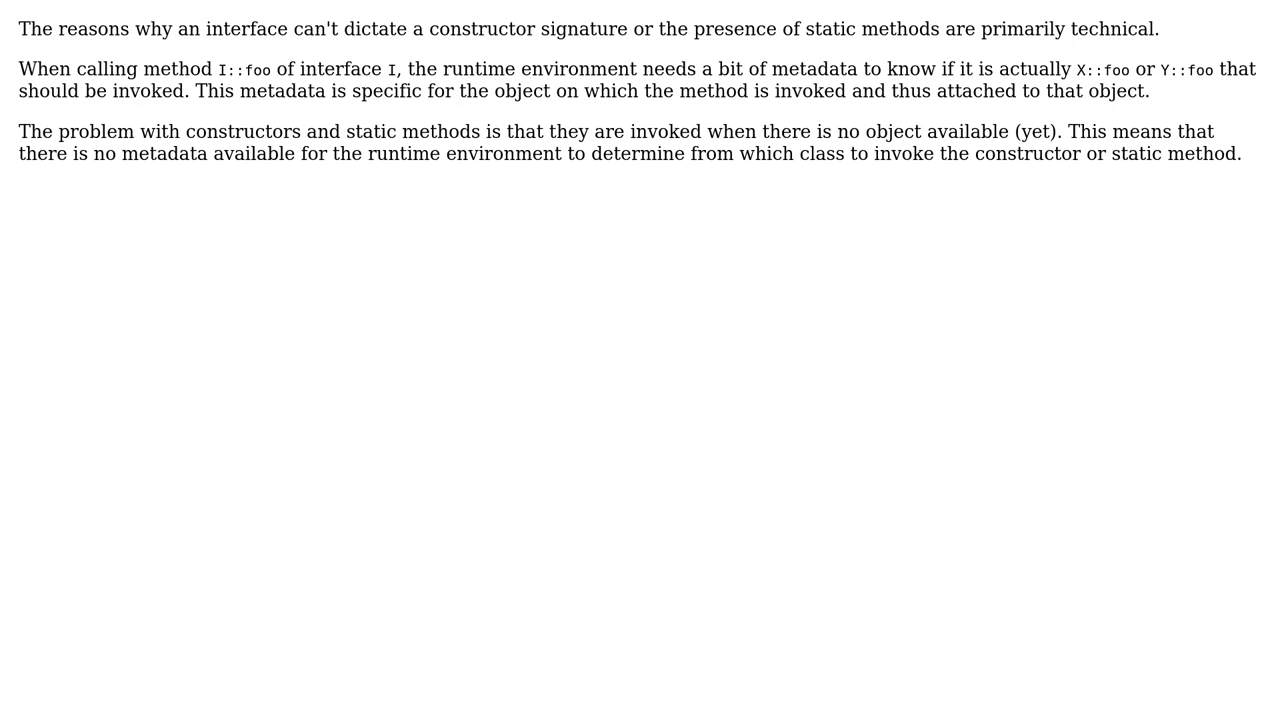 The reasons why an interface can't dictate a constructor signature or the presence of static methods are primarily technical.
When calling method I::foo of interface I, the runtime environment needs a bit of metadata to know if it is actually X::foo or Y::foo that
should be invoked. This metadata is specific for the object on which the method is invoked and thus attached to that object.
The problem with constructors and static methods is that they are invoked when there is no object available (yet). This means that
there is no metadata available for the runtime environment to determine from which class to invoke the constructor or static method.